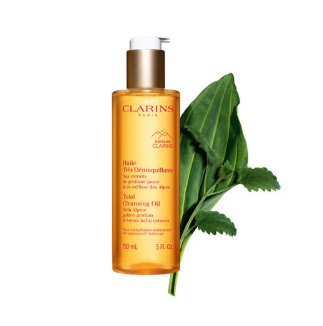 CLARINS
PARIS
DOMAINE
CLARINS
Huile
Très Démaquillante
aux extraits
de gentiane jaune
& de mélisse des Alpes
Total
Cleansing Oil
with Alpine
golden gentian
& lemon balm extracts
150 mL 5 FL.